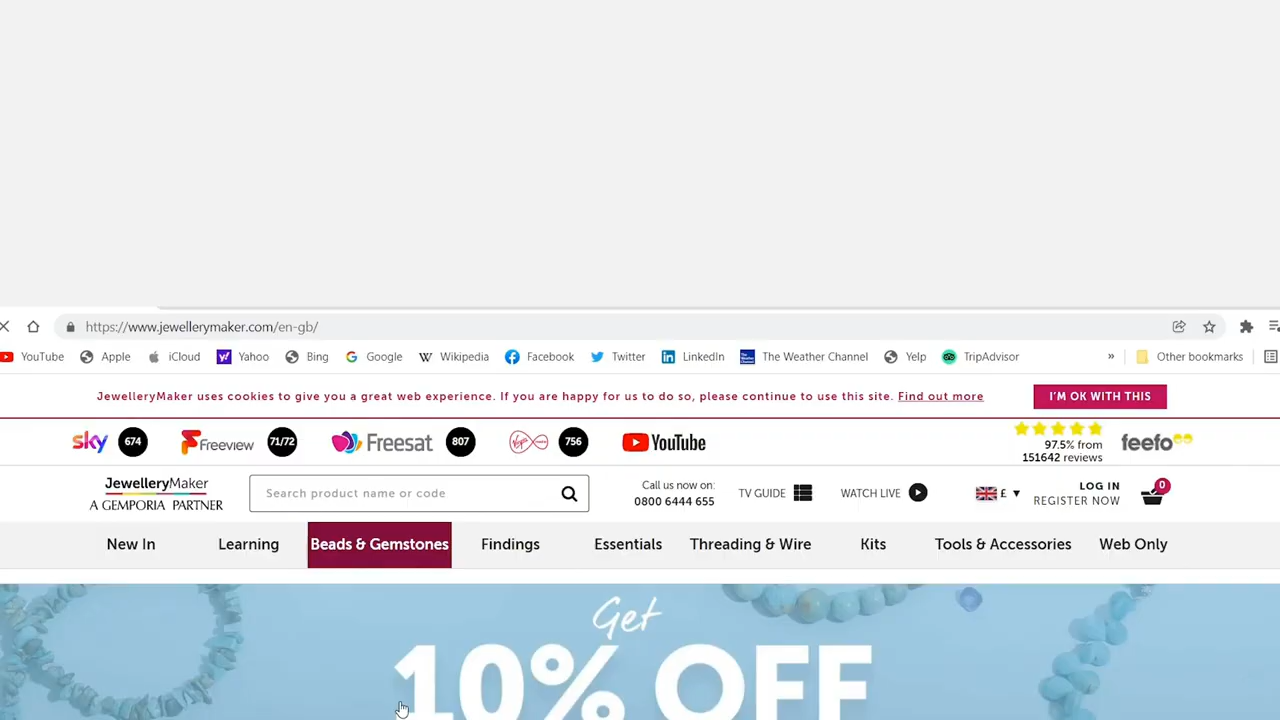 https://www.jewellerymaker.com/en-gb/
YouTube Apple iCloud Yahoo Bing Google Wikipedia Facebook Twitter LinkedIn The Weather Channel Yelp TripAdvisor » Other bookmarks
JewelleryMaker uses cookies to give you a great web experience. If you are happy for us to do so, please continue to use this site. Find out more I'M OK WITH THIS
sky 674 Freeview 71/72 Freesat 807 Virgin 756 YouTube
97.5% from
151642 reviews
feefo
JewelleryMaker
A GEMPORIA PARTNER
Search product name or code
Call us now on:
0800 6444 655
TV GUIDE
WATCH LIVE
£
LOG IN
REGISTER NOW
0
New In Learning Beads & Gemstones Findings Essentials Threading & Wire Kits Tools & Accessories Web Only
Get
10% OFF